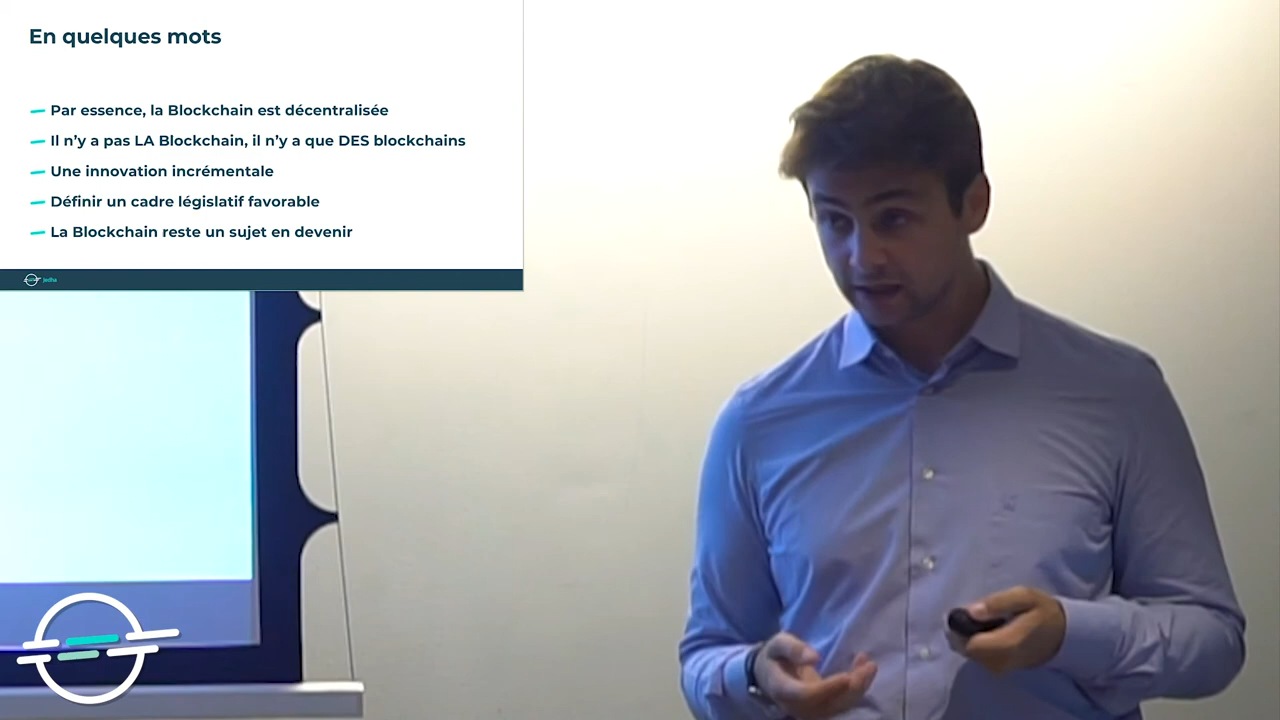 En quelques mots
Par essence, la Blockchain est décentralisée
Il n’y a pas LA Blockchain, il n’y a que DES blockchains
Une innovation incrémentale
Définir un cadre législatif favorable
La Blockchain reste un sujet en devenir
jedha